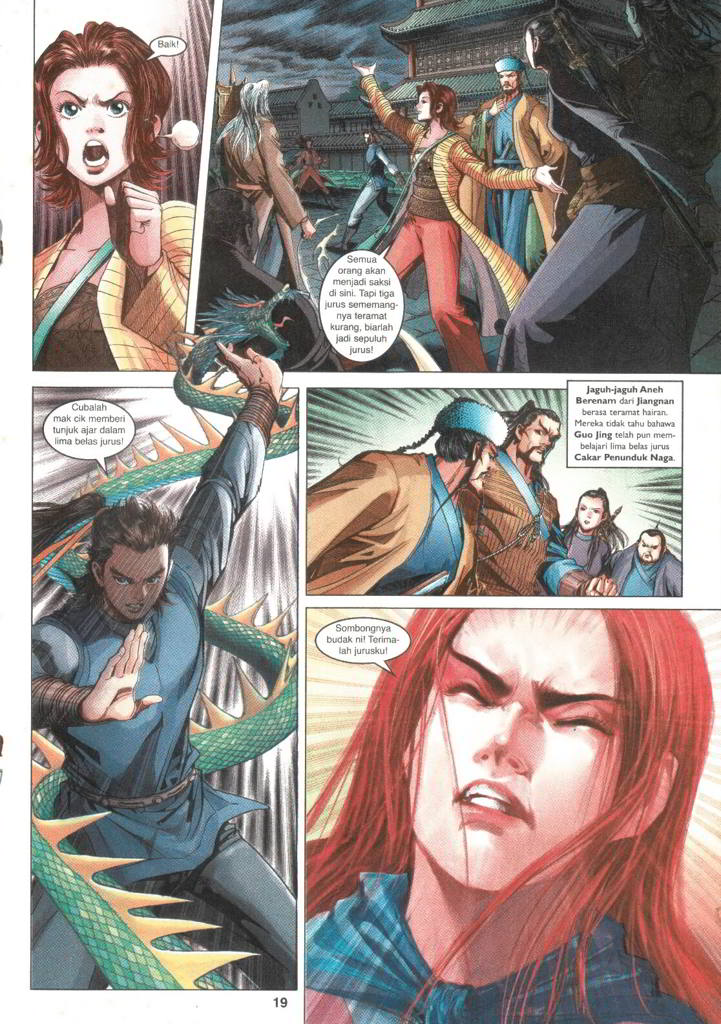 Baik!
Semua
orang akan
menjadi saksi
di sini. Tapi tiga
jurus sememang-
nya teramat
kurang, biarlah
jadi sepuluh
jurus!
Cubalah
mak cik memberi
tunjuk ajar dalam
lima belas jurus!
Jaguh-jaguh Aneh
Berenam dari Jiangnan
berasa teramat hairan.
Mereka tidak tahu bahawa
Guo Jing telah pun mem-
belajari lima belas jurus
Cakar Penunduk Naga.
Sombongnya
budak ni! Terima-
lah jurusku!
19